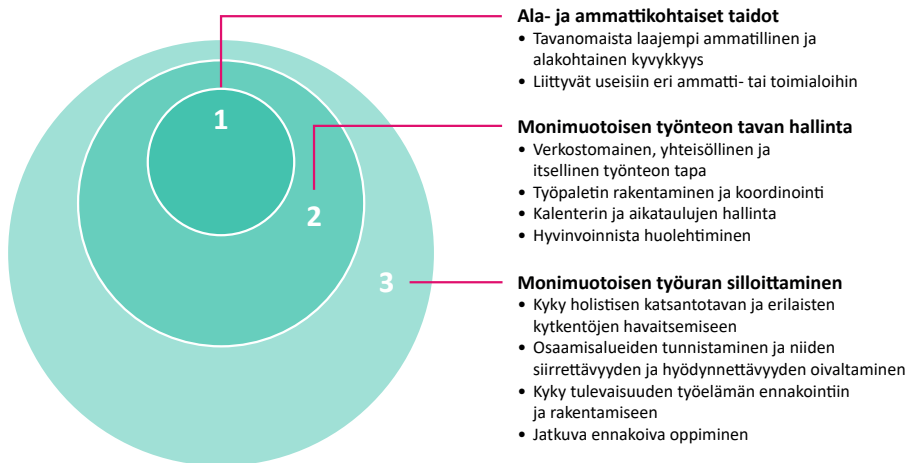 Ala- ja ammattikohtaiset taidot
• Tavanomaista laajempi ammatillinen ja
alakohtainen kyvykkyys
• Liittyvät useisiin eri ammatti- tai toimialoihin
1
Monimuotoisen työnteon tavan hallinta
• Verkostomainen, yhteisöllinen ja
itsellinen työnteon tapa
• Työpaletin rakentaminen ja koordinointi
• Kalenterin ja aikataulujen hallinta
• Hyvinvoinnista huolehtiminen
2
Monimuotoisen työuran silloittaminen
• Kyky holistisen katsantotavan ja erilaisten
kytkentöjen havaitsemiseen
• Osaamisalueiden tunnistaminen ja niiden
siirrettävyyden ja hyödynnettävyyden oivaltaminen
• Kyky tulevaisuuden työelämän ennakointiin
ja rakentamiseen
• Jatkuva ennakoiva oppiminen
3